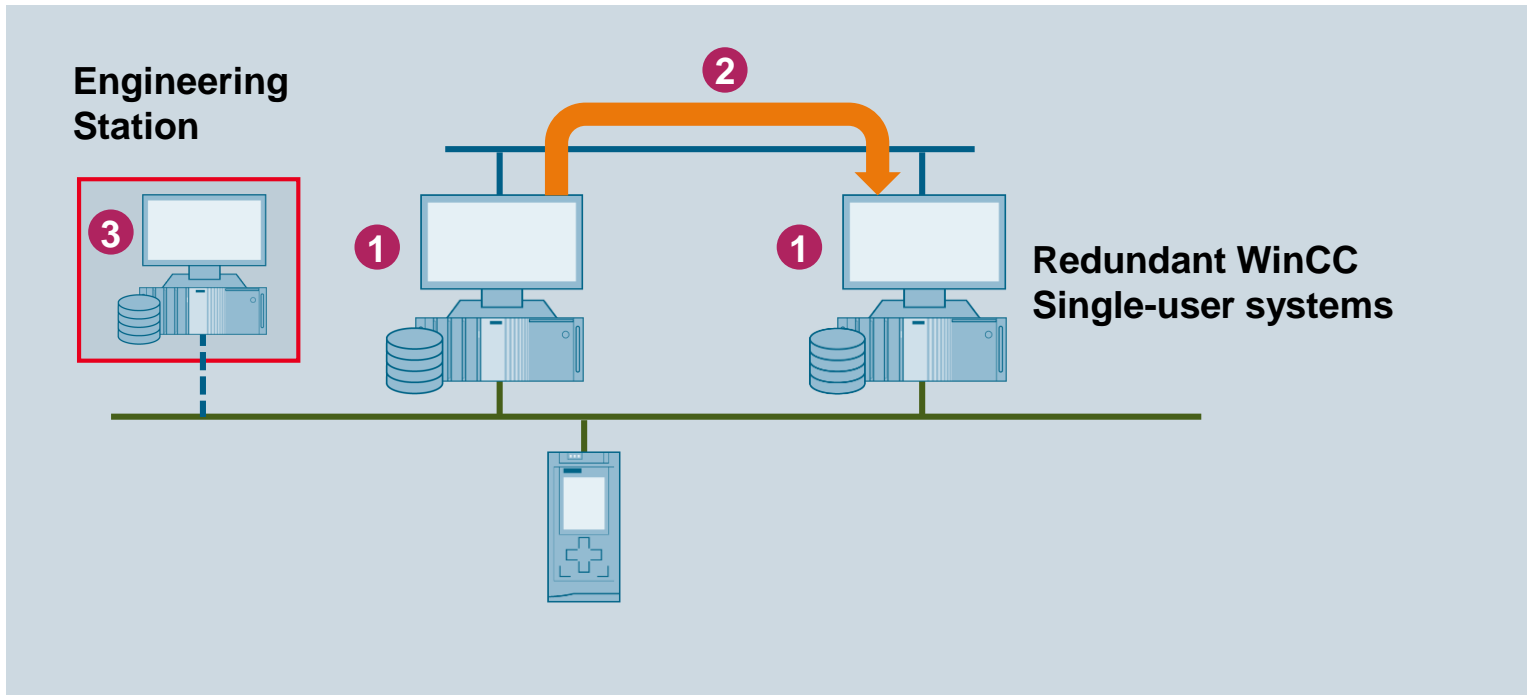 Engineering
Station
2
3
1
1
Redundant WinCC
Single-user systems